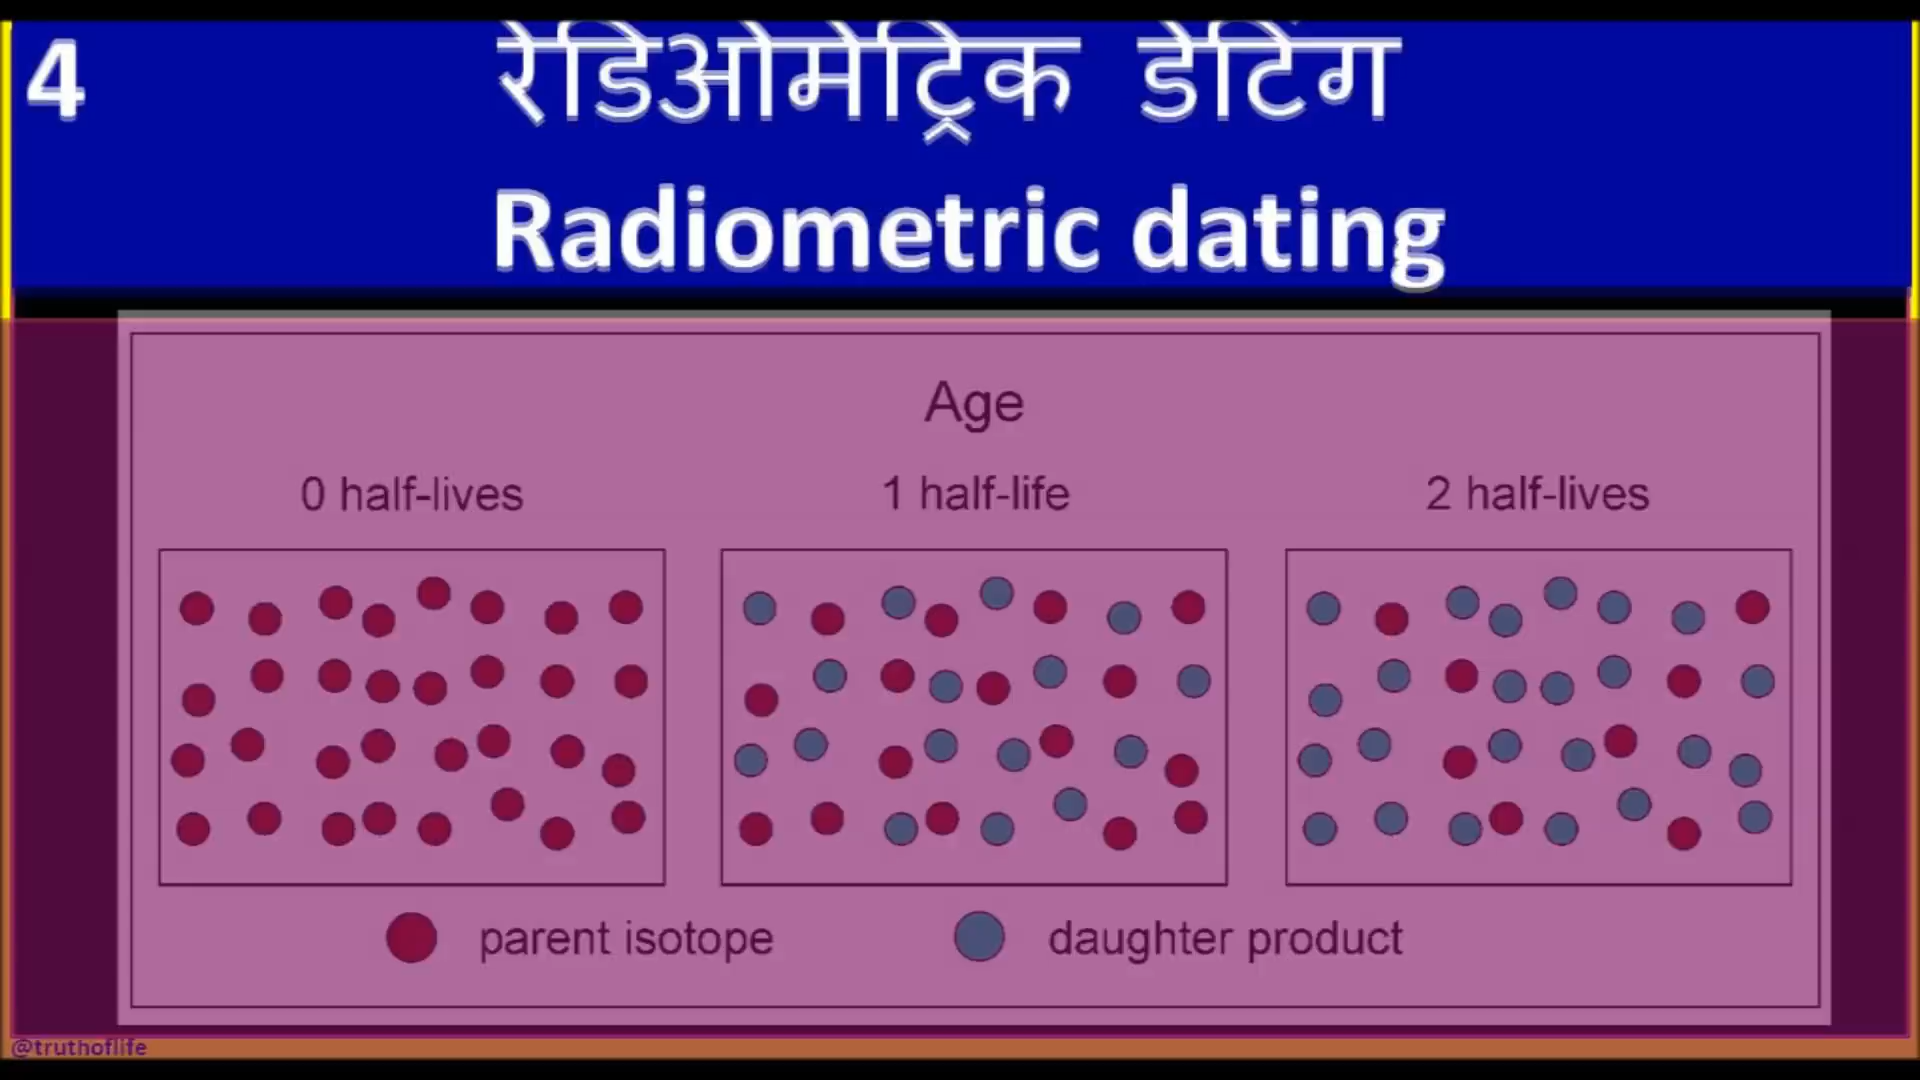 4
रेडिओमेट्रिक डेटिंग
Radiometric dating
Age
0 half-lives
1 half-life
2 half-lives
parent isotope
daughter product
@truthoflife